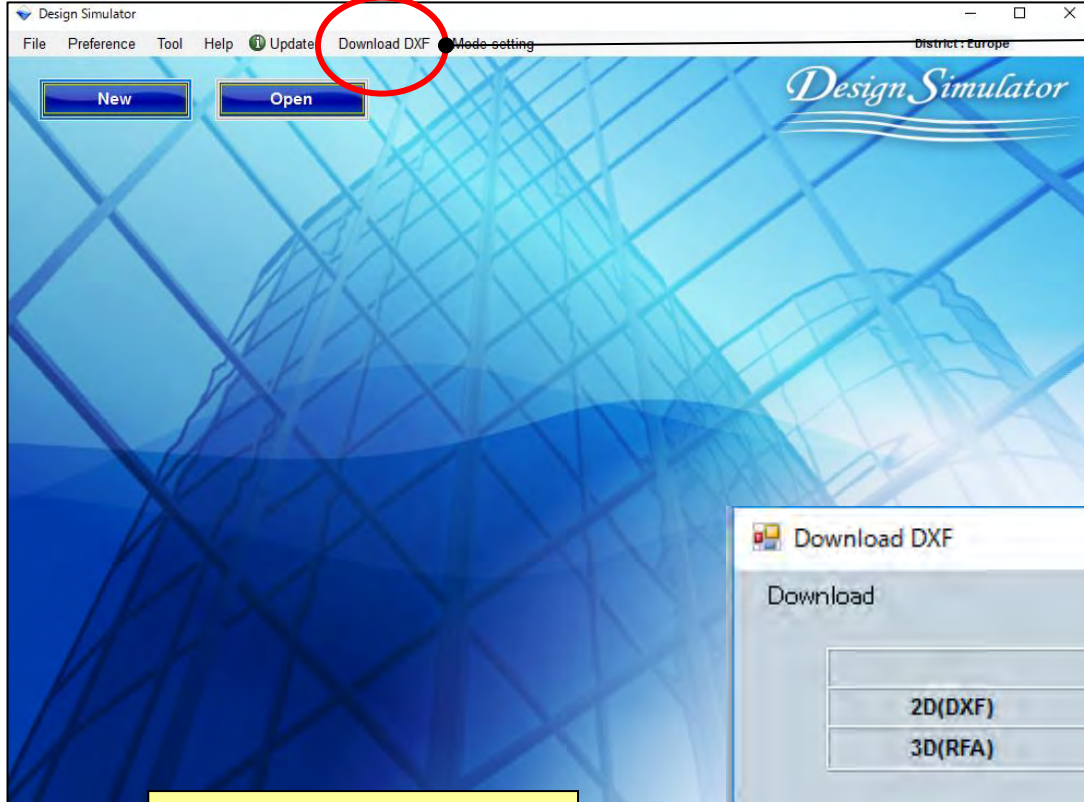 Design Simulator
File Preference Tool Help Update Download DXF Mode setting District : Europe
New Open
Design Simulator
Download DXF
Download
2D(DXF)
3D(RFA)